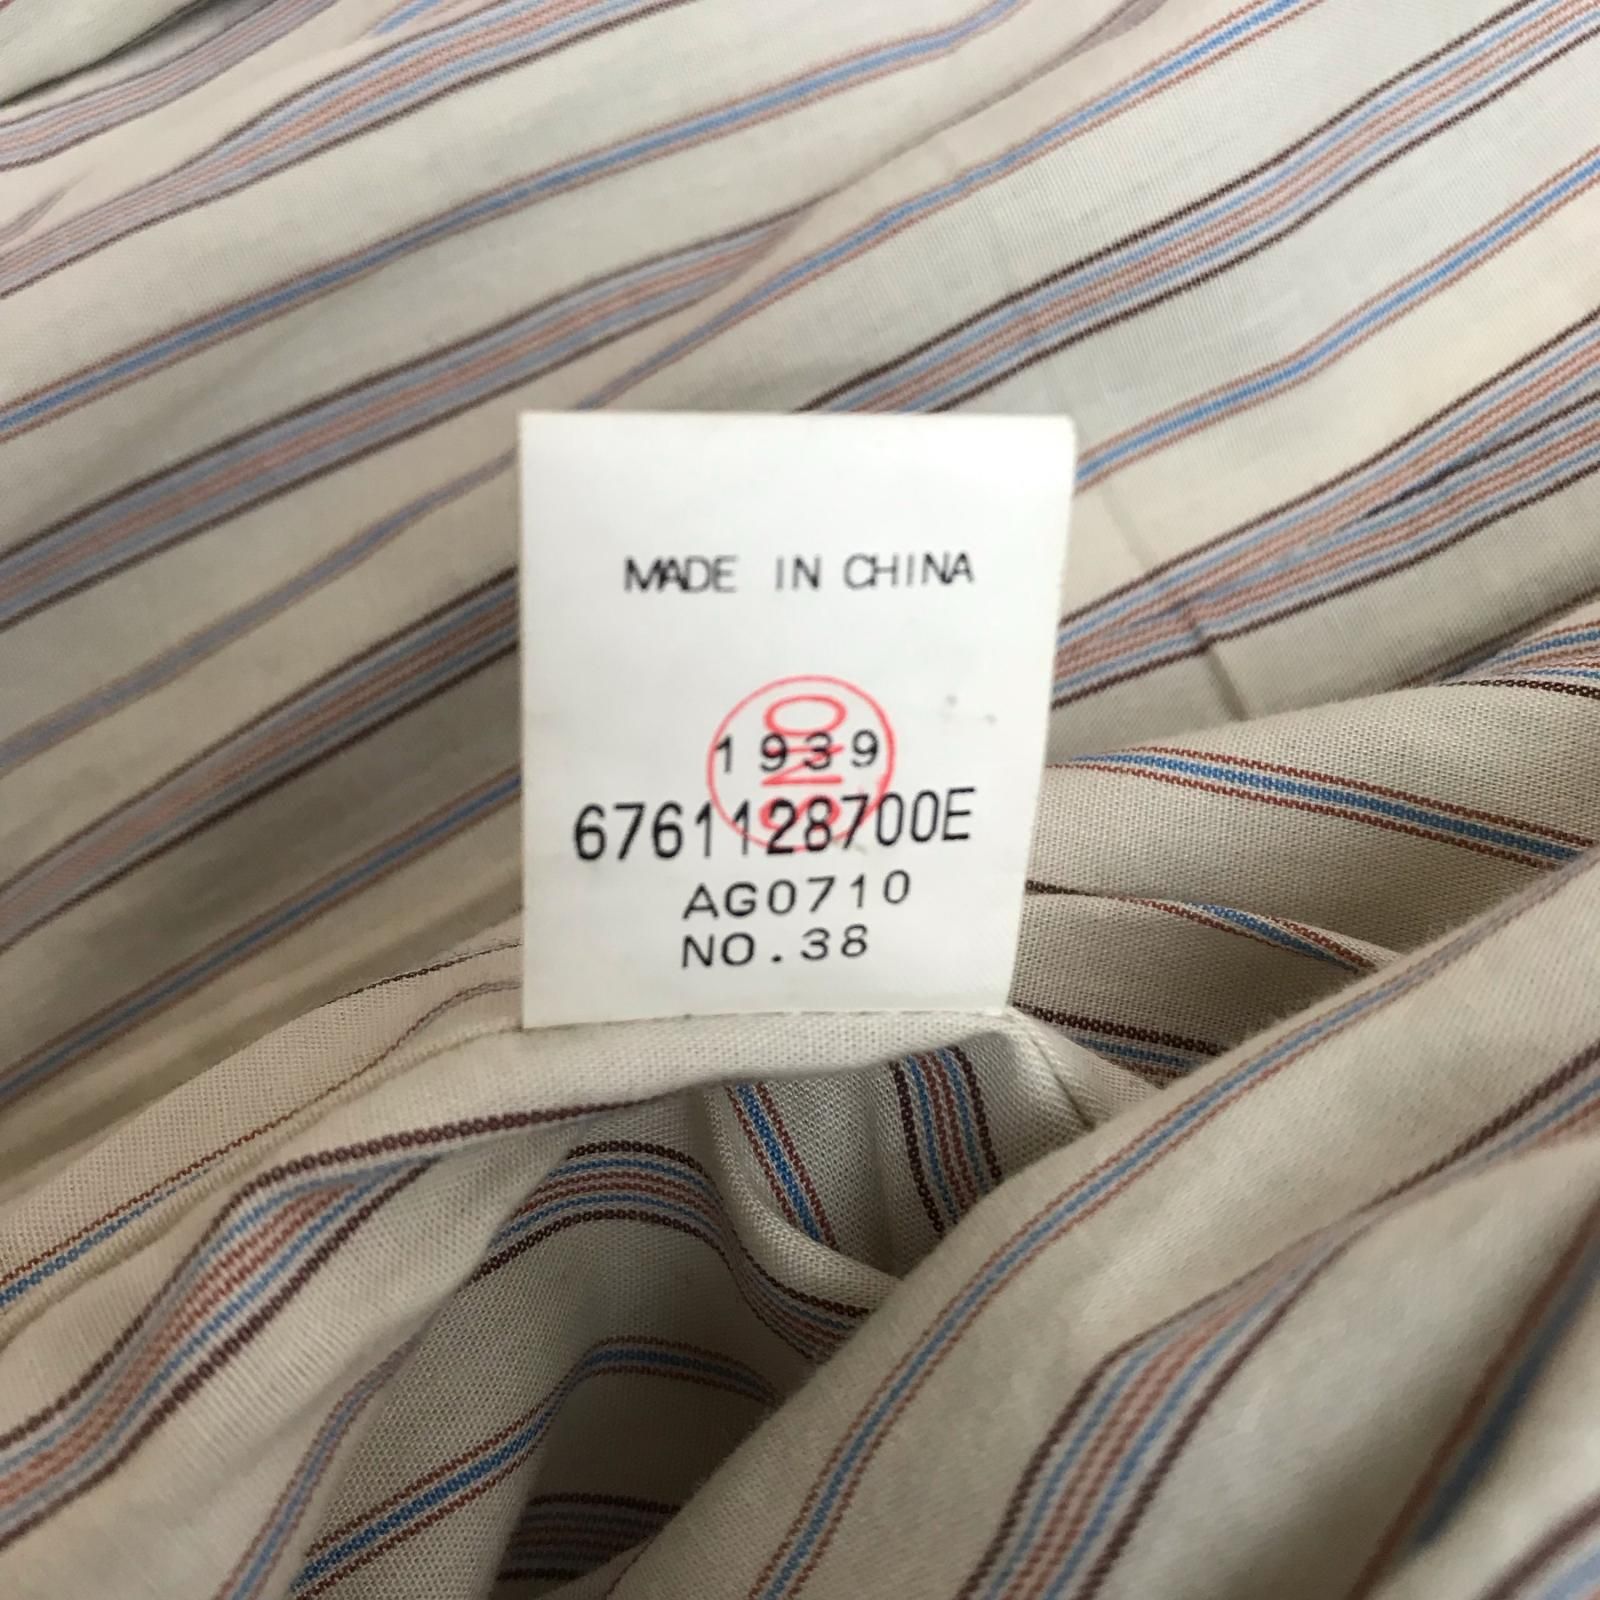 MADE IN CHINA
1939
6761128700E
AG0710
NO.38